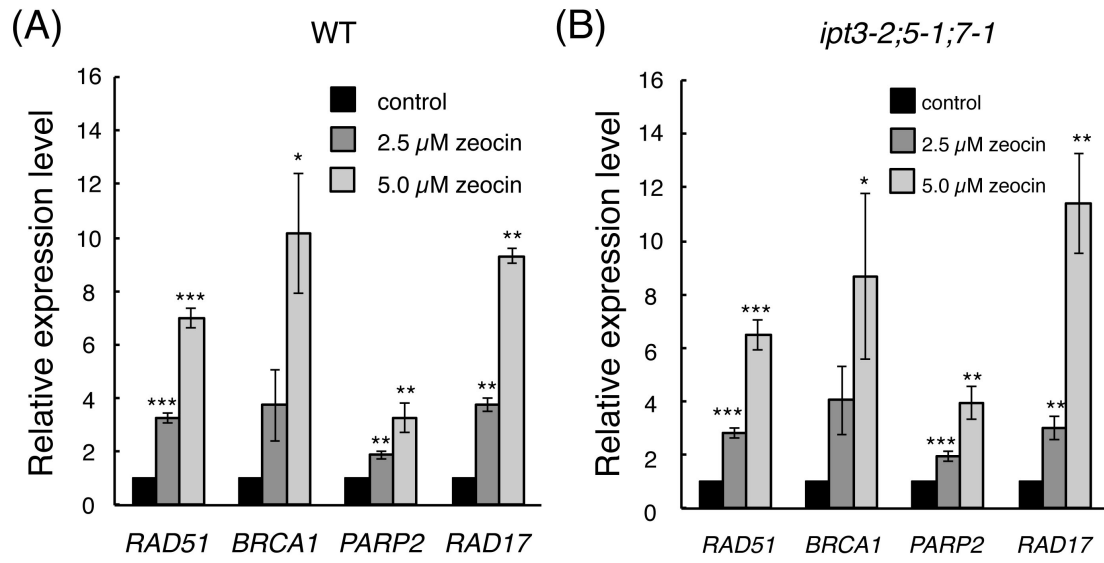 (A)
WT
Relative expression level
16
14
12
10
8
6
4
2
0
control
2.5 µM zeocin
5.0 µM zeocin
***
***
*
**
**
**
**
RAD51 BRCA1 PARP2 RAD17
(B)
ipt3-2;5-1;7-1
Relative expression level
16
14
12
10
8
6
4
2
0
control
2.5 µM zeocin
5.0 µM zeocin
***
***
*
***
**
**
**
RAD51 BRCA1 PARP2 RAD17